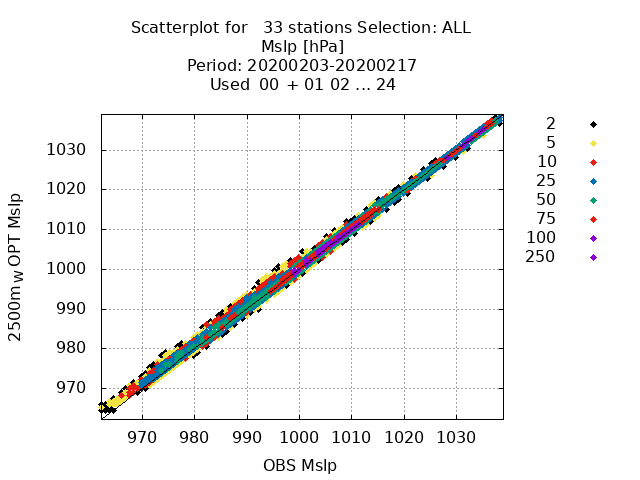 Scatterplot for   33 stations Selection: ALL
Mslp [hPa]
Period: 20200203-20200217
Used  00 + 01 02 ... 24
2
5
10
25
50
75
100
250
1030
1020
1010
1000
990
980
970
2500m w OPT Mslp
970 980 990 1000 1010 1020 1030
OBS Mslp